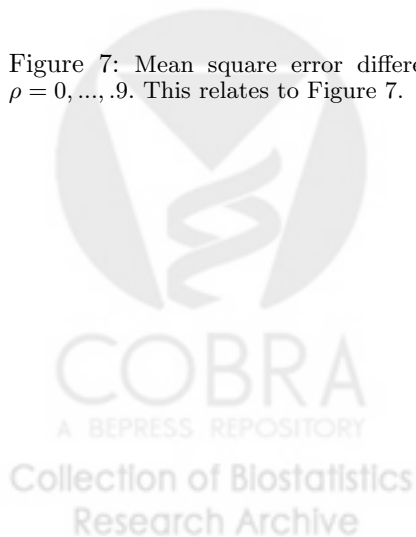 Figure 7: Mean square error differe
ρ = 0, ..., .9. This relates to Figure 7.
COBRA
A BEPRESS REPOSITORY
Collection of Biostatistics
Research Archive